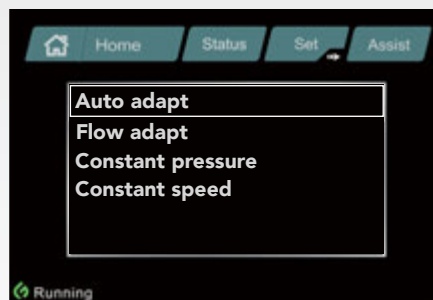 Home Status Set Assist
Auto adapt
Flow adapt
Constant pressure
Constant speed
Running